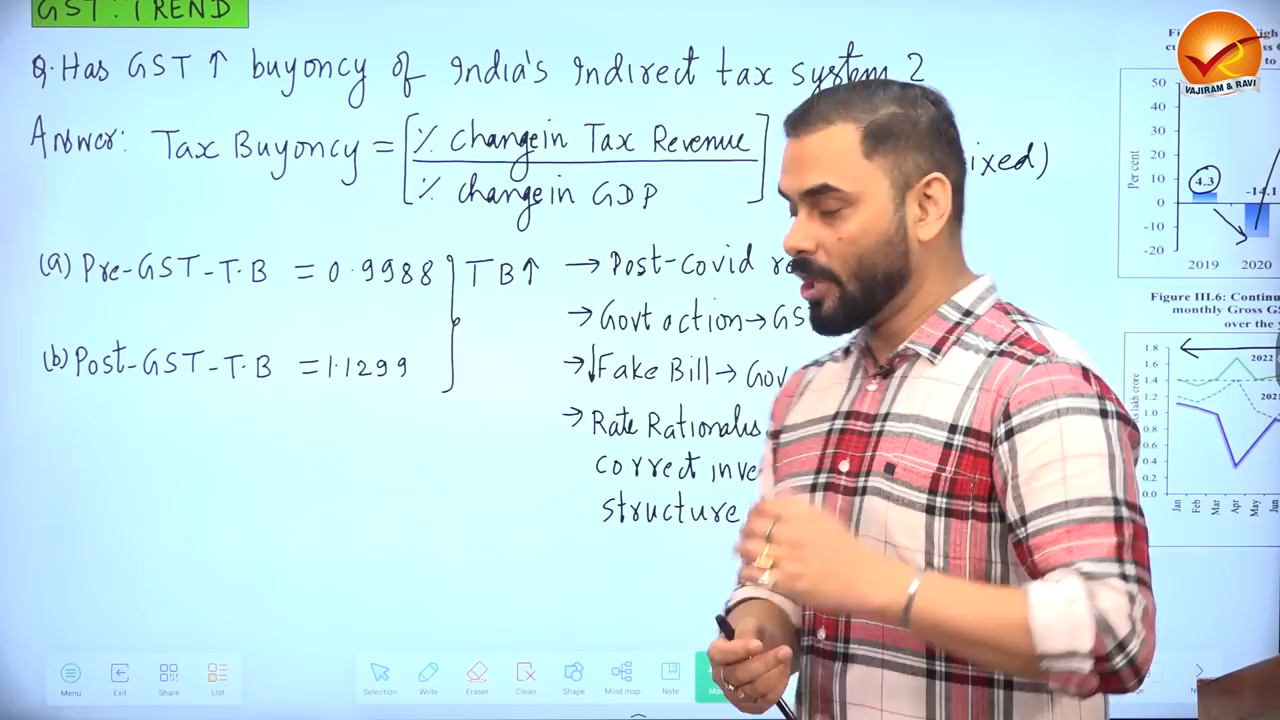 GST: TREND
Q. Has GST ↑ buyoncy of India's Indirect tax system ?
Answer: Tax Buyoncy = [% change in Tax Revenue
% change in GDP] ixed)
(a) Pre-GST-T.B = 0.9988 } TB↑
(b) Post-GST-T.B = 1.1299
→ Post-Covid
→ Govt action → GS
→ ↓Fake Bill → Gov
→ Rate Rationalis
correct inve
structure
VAJIRAM & RAVI
50
40
30
20
10
0
-10
-20
Per cent
4.3
-14.1
2019 2020
Figure III.6: Continu
monthly Gross G
over the
1.8
1.6
1.4
1.2
1.0
0.8
0.6
0.4
0.2
0.0
lakh crore
2022
202
Jan Feb Mar Apr May Jun
Menu Exit Share List
Selection Write Eraser Clean Shape Mind map Note